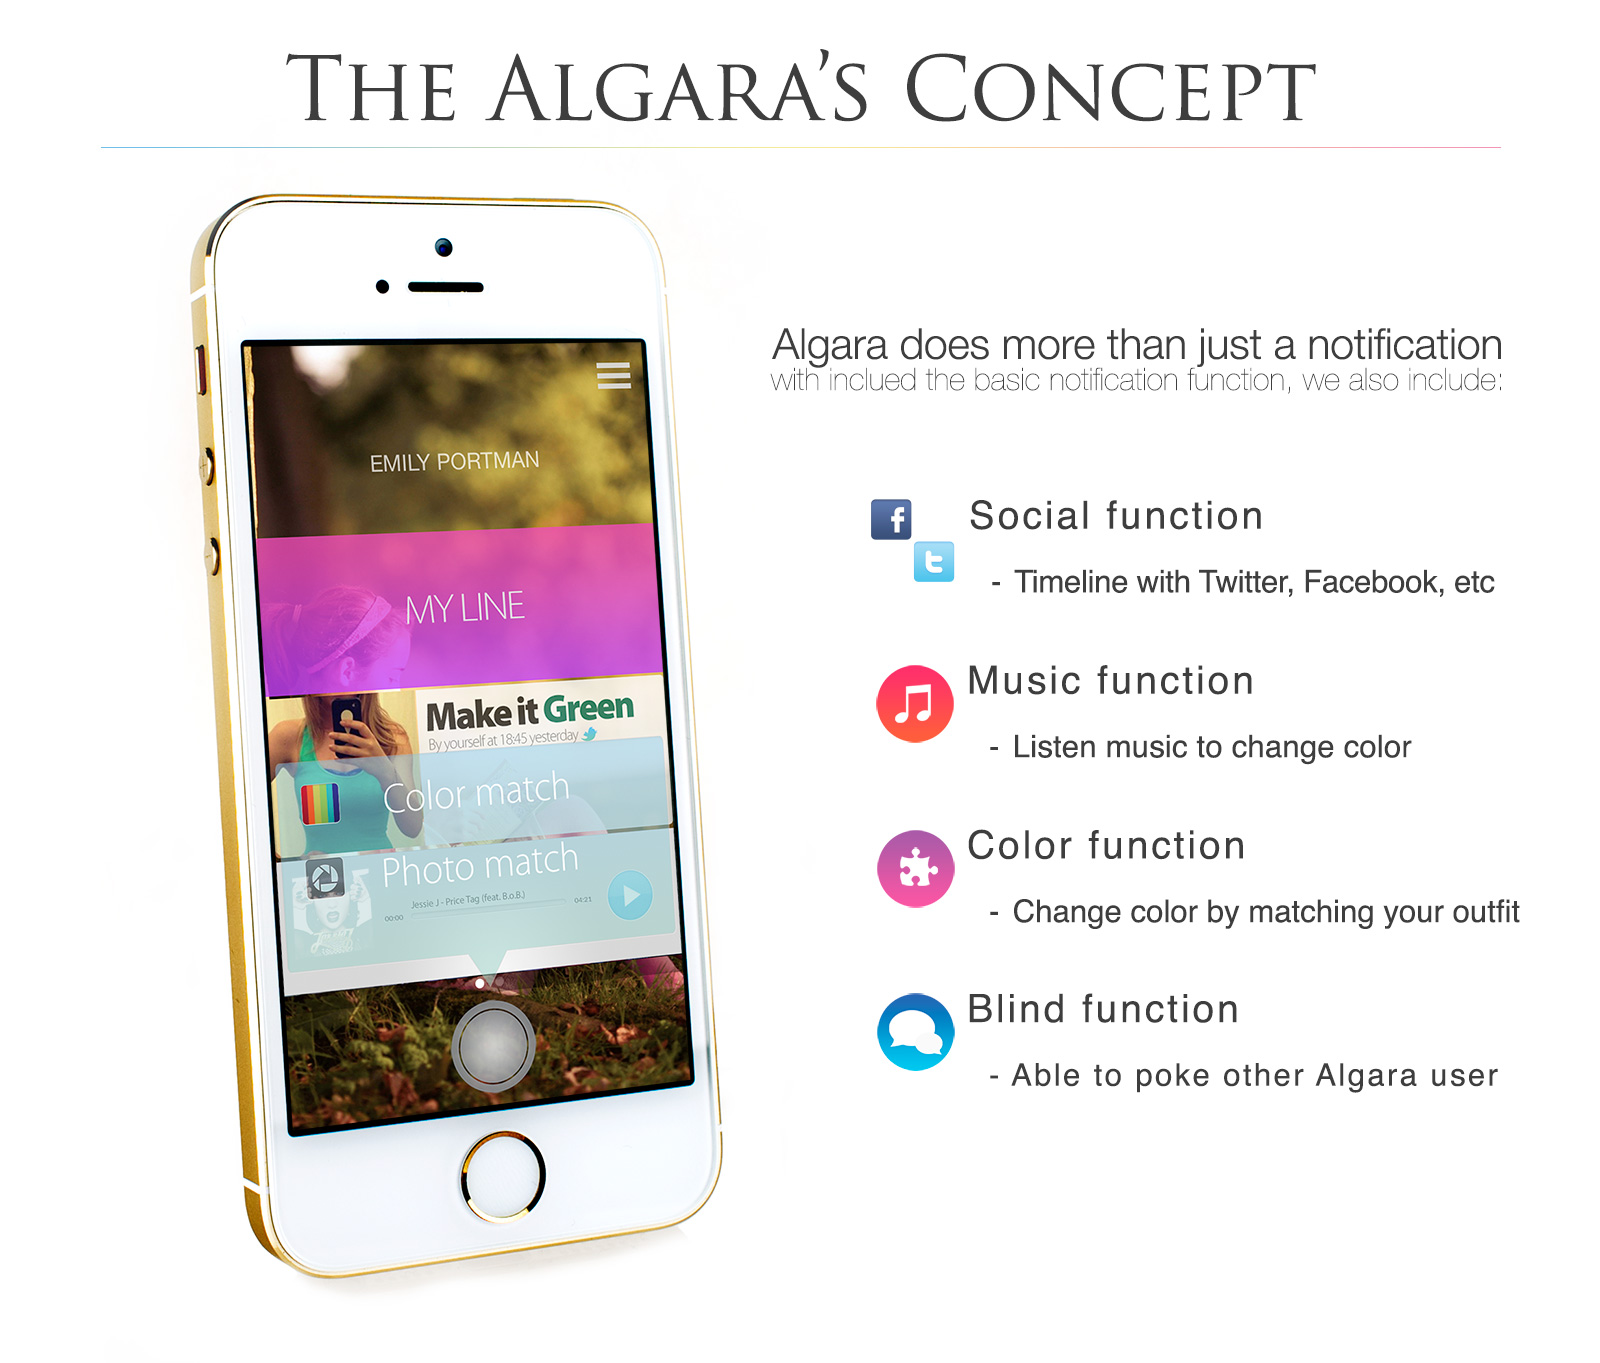 THE ALGARA'S CONCEPT
Algara does more than just a notification
with inclued the basic notification function, we also include:
EMILY PORTMAN
MY LINE
Make it Green
By yourself at 18:45 yesterday
Color match
Photo match
Jessie J - Price Tag (feat. B.o.B.)
00:00
04:21
Social function
- Timeline with Twitter, Facebook, etc
Music function
- Listen music to change color
Color function
- Change color by matching your outfit
Blind function
- Able to poke other Algara user